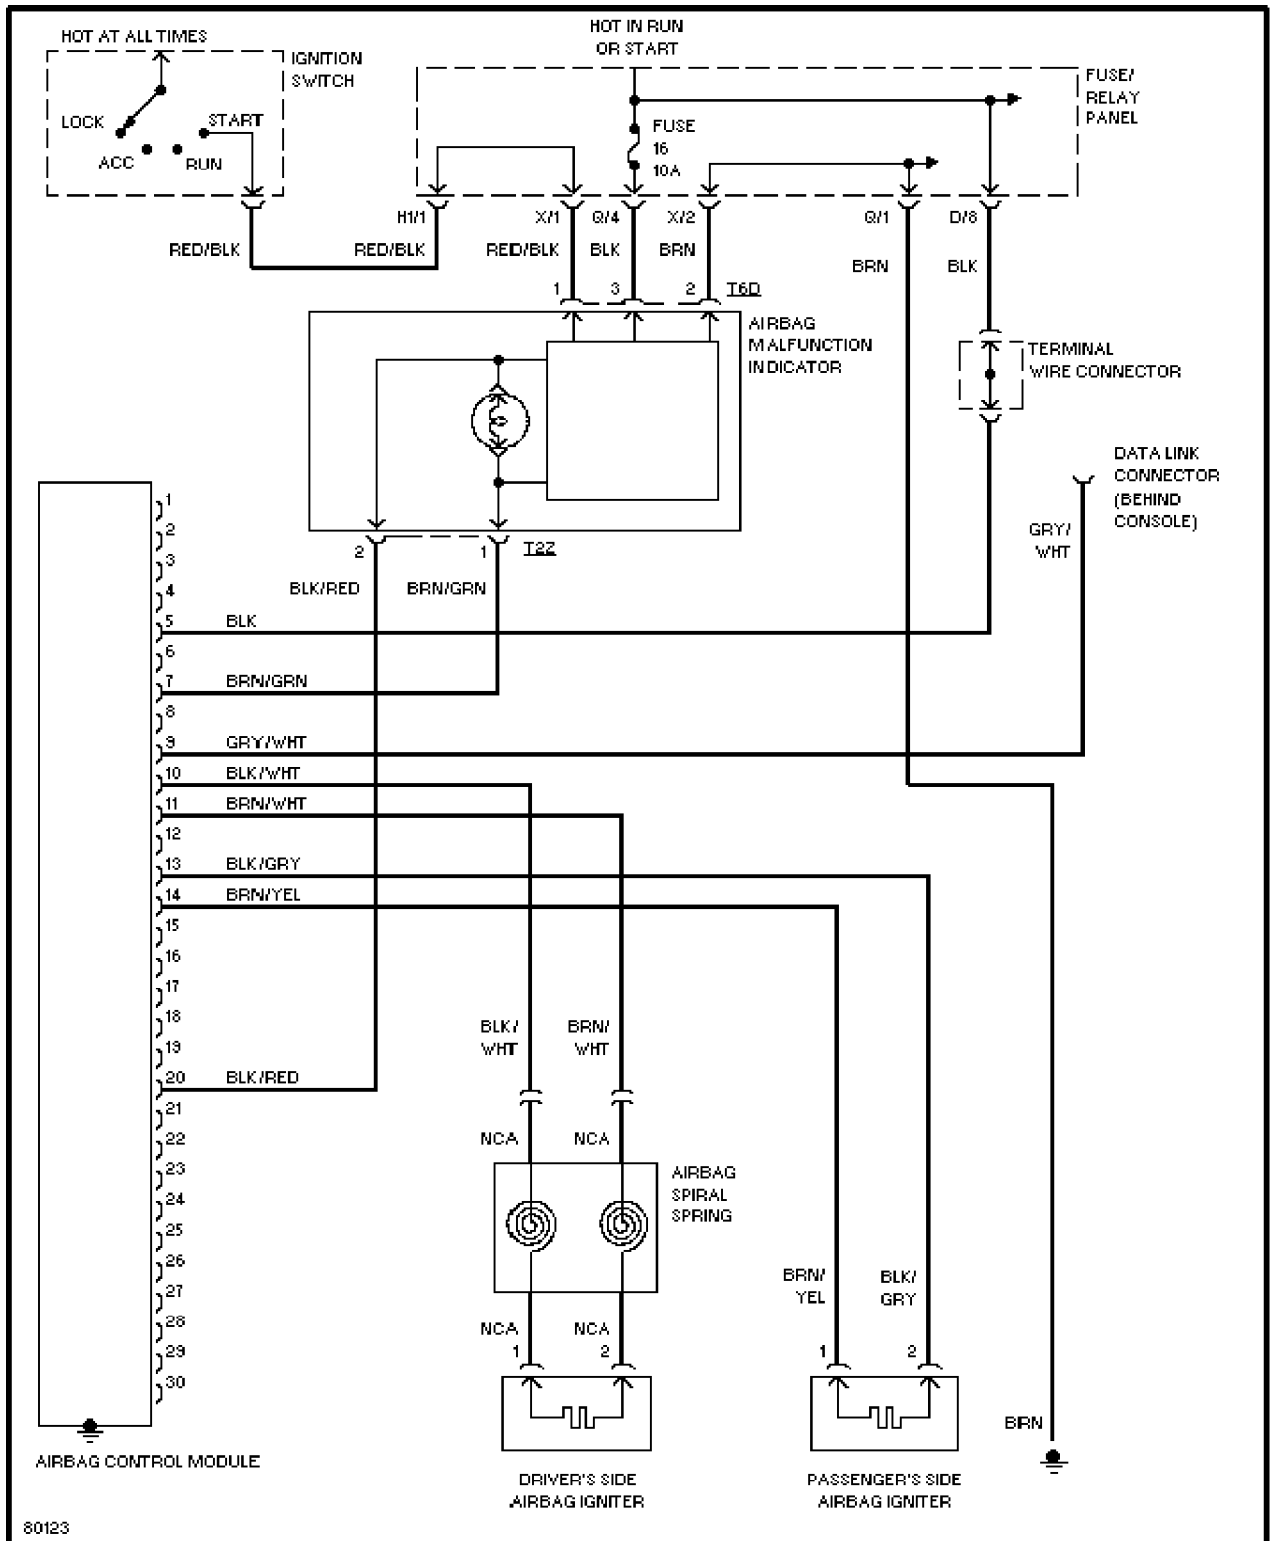 HOT AT ALL TIMES
IGNITION
SWITCH
LOCK
START
ACC
RUN
HOT IN RUN
OR START
FUSE/
RELAY
PANEL
FUSE
16
10A
H1/1
X/1
Q/4
X/2
Q/1
D/8
RED/BLK
RED/BLK
RED/BLK
BLK
BRN
BRN
BLK
1
3
2
T6D
AIRBAG
MALFUNCTION
INDICATOR
TERMINAL
WIRE CONNECTOR
DATA LINK
CONNECTOR
(BEHIND
CONSOLE)
GRY/
WHT
2
1
T2Z
BLK/RED
BRN/GRN
1
2
3
4
5
BLK
6
7
BRN/GRN
8
9
GRY/WHT
10
BLK/WHT
11
BRN/WHT
12
13
BLK/GRY
14
BRN/YEL
15
16
17
18
19
20
BLK/RED
21
22
23
24
25
26
27
28
29
30
BLK/
WHT
BRN/
WHT
NCA
NCA
AIRBAG
SPIRAL
SPRING
NCA
NCA
1
2
BRN/
YEL
BLK/
GRY
1
2
BRN
AIRBAG CONTROL MODULE
DRIVER'S SIDE
AIRBAG IGNITER
PASSENGER'S SIDE
AIRBAG IGNITER
80123